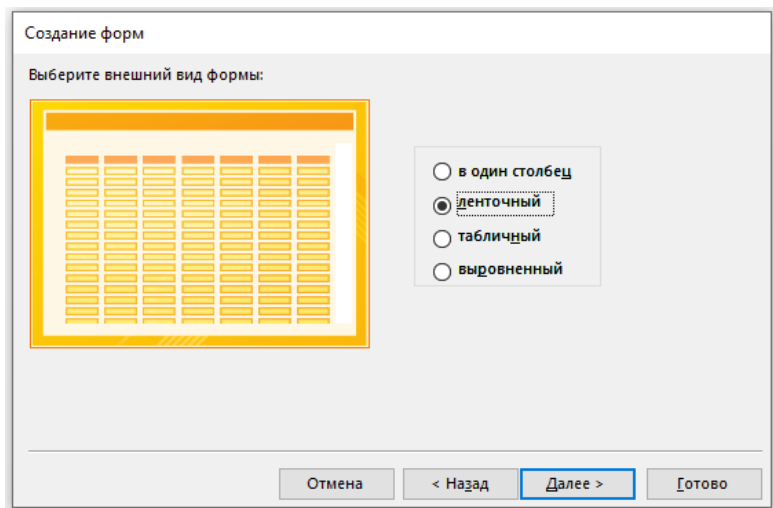 Создание форм
Выберите внешний вид формы:
в один столбец
ленточный
табличный
выровненный
Отмена
< Назад
Далее >
Готово